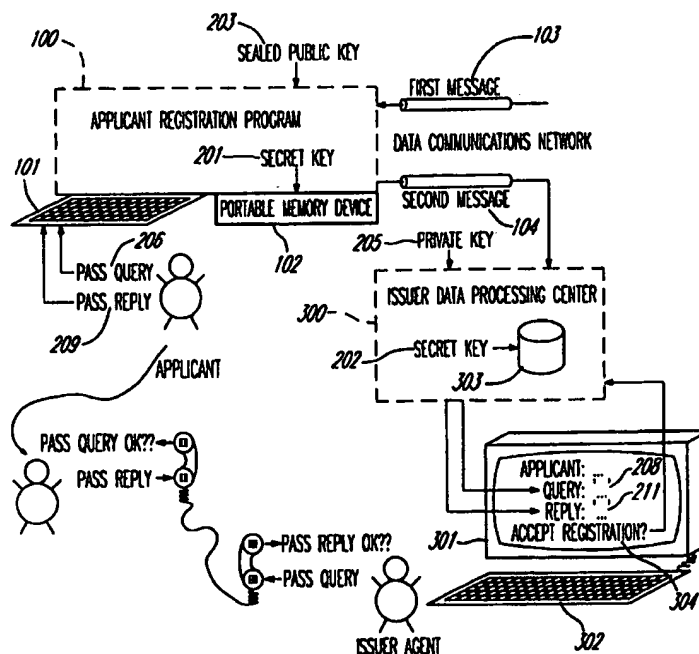 203
SEALED PUBLIC KEY
103
100
FIRST MESSAGE
APPLICANT REGISTRATION PROGRAM
DATA COMMUNICATIONS NETWORK
201
SECRET KEY
101
PORTABLE MEMORY DEVICE
102
SECOND MESSAGE
104
205
PRIVATE KEY
206
PASS QUERY
PASS REPLY
209
APPLICANT
ISSUER DATA PROCESSING CENTER
300
202
SECRET KEY
303
PASS QUERY OK??
PASS REPLY
APPLICANT: ...
208
QUERY: ...
211
REPLY: ...
ACCEPT REGISTRATION?
301
PASS REPLY OK??
PASS QUERY
304
302
ISSUER AGENT